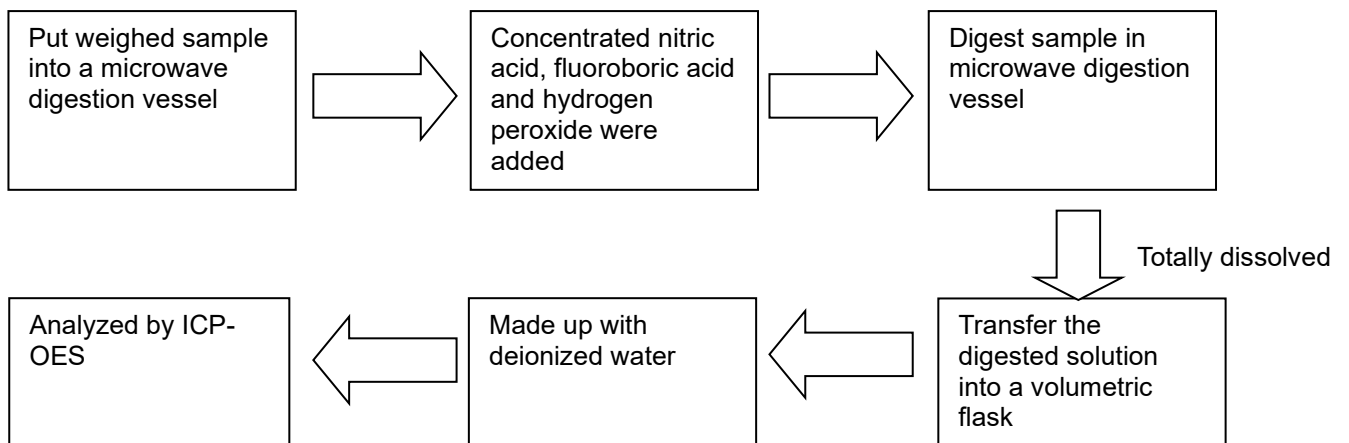 Put weighed sample
into a microwave
digestion vessel
Concentrated nitric
acid, fluoroboric acid
and hydrogen
peroxide were
added
Digest sample in
microwave digestion
vessel
Totally dissolved
Transfer the
digested solution
into a volumetric
flask
Made up with
deionized water
Analyzed by ICP-
OES